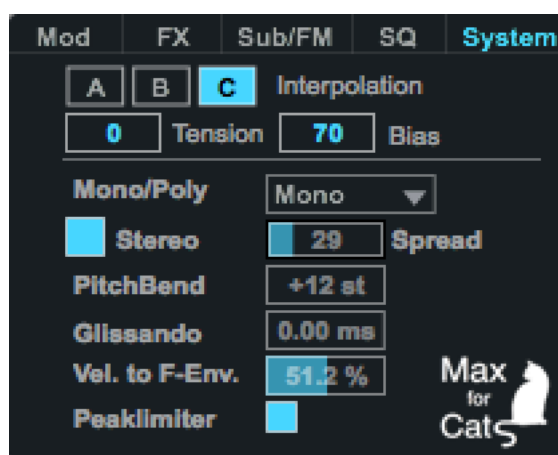 Mod FX Sub/FM SQ System
A B C Interpolation
0 Tension 70 Bias
Mono/Poly Mono
Stereo 29 Spread
PitchBend +12 st
Glissando 0.00 ms
Vel. to F-Env. 51.2 %
Peaklimiter
Max
for
Cats